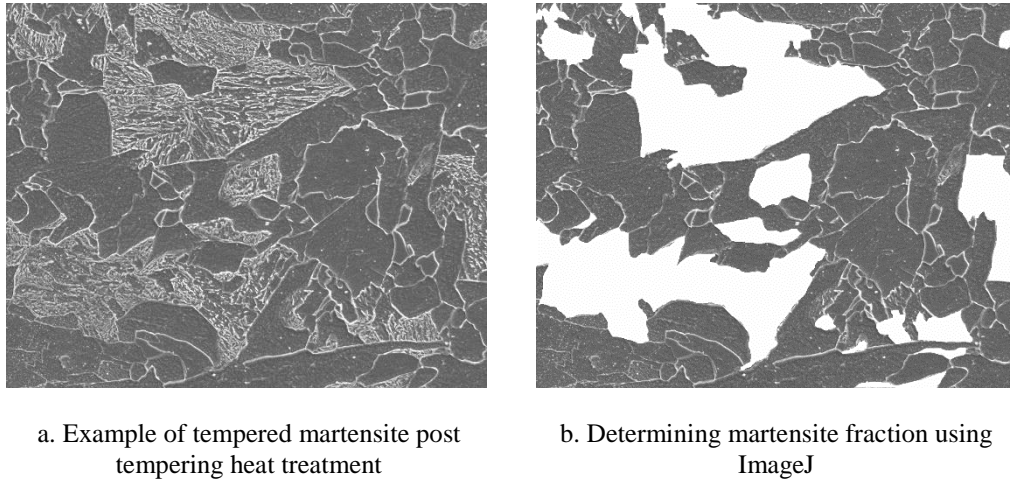 a. Example of tempered martensite post
tempering heat treatment
b. Determining martensite fraction using
ImageJ